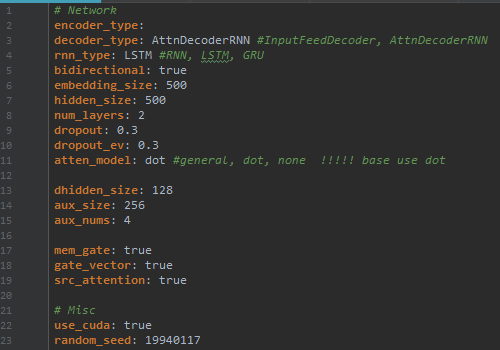 1 # Network
2 encoder_type:
3 decoder_type: AttnDecoderRNN #InputFeedDecoder, AttnDecoderRNN
4 rnn_type: LSTM #RNN, LSTM, GRU
5 bidirectional: true
6 embedding_size: 500
7 hidden_size: 500
8 num_layers: 2
9 dropout: 0.3
10 dropout_ev: 0.3
11 atten_model: dot #general, dot, none  !!!!! base use dot
12
13 dhidden_size: 128
14 aux_size: 256
15 aux_nums: 4
16
17 mem_gate: true
18 gate_vector: true
19 src_attention: true
20
21 # Misc
22 use_cuda: true
23 random_seed: 19940117